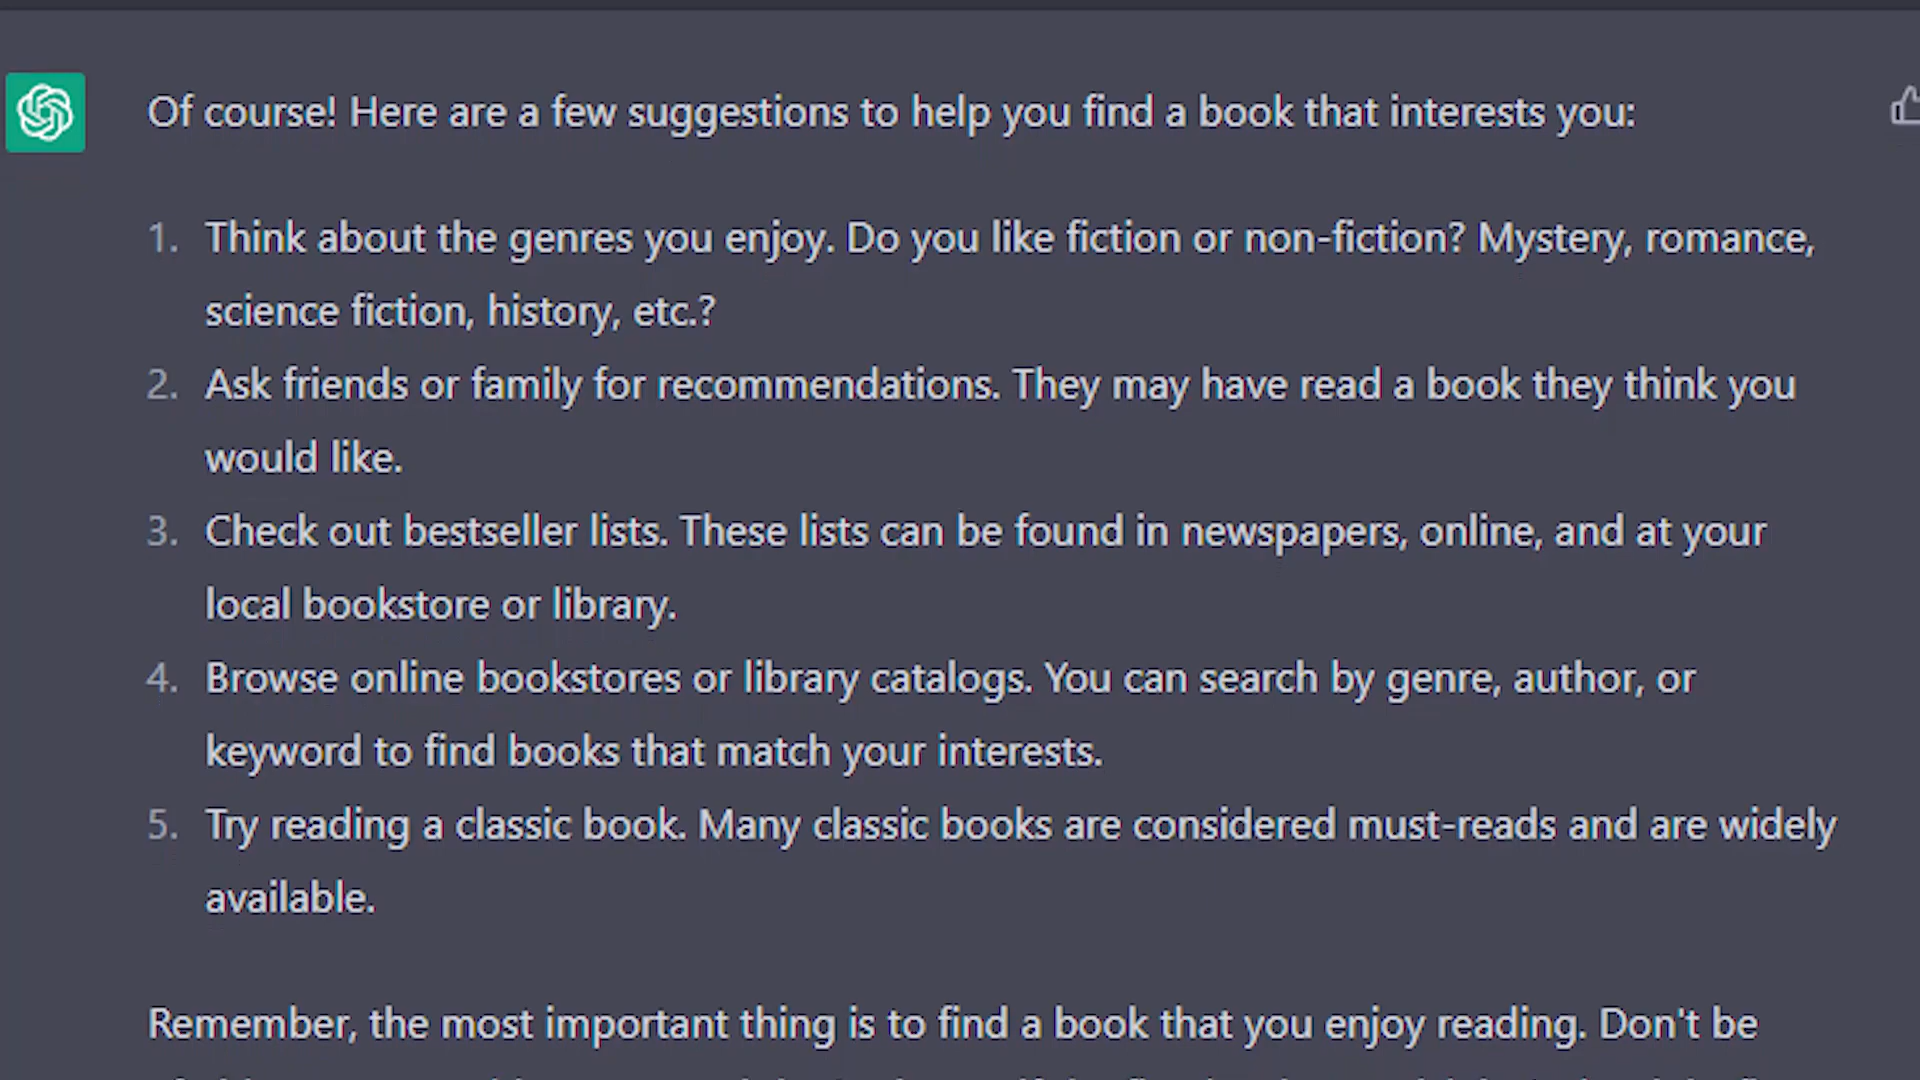 Of course! Here are a few suggestions to help you find a book that interests you:
1. Think about the genres you enjoy. Do you like fiction or non-fiction? Mystery, romance,
science fiction, history, etc.?
2. Ask friends or family for recommendations. They may have read a book they think you
would like.
3. Check out bestseller lists. These lists can be found in newspapers, online, and at your
local bookstore or library.
4. Browse online bookstores or library catalogs. You can search by genre, author, or
keyword to find books that match your interests.
5. Try reading a classic book. Many classic books are considered must-reads and are widely
available.
Remember, the most important thing is to find a book that you enjoy reading. Don't be